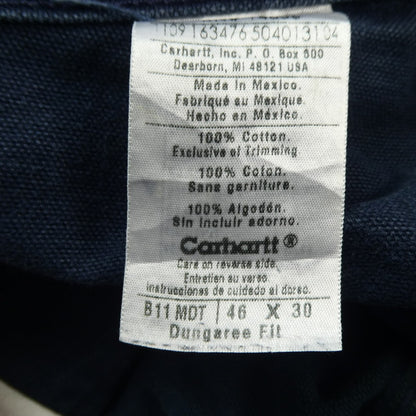 109 163476 504013104
Carhartt, Inc. P. O. Box 600
Dearborn, MI 48121 USA
Made in Mexico.
Fabriqué au Mexique.
Hecho en México.
100% Cotton.
Exclusive of Trimming
100% Coton.
Sans garniture.
100% Algodón.
Sin incluir adorno.
Carhartt®
Care on reverse side.
Entretien au verso.
instrucciones de cuidado al dorso.
B11 MDT 46 X 30
Dungaree Fit